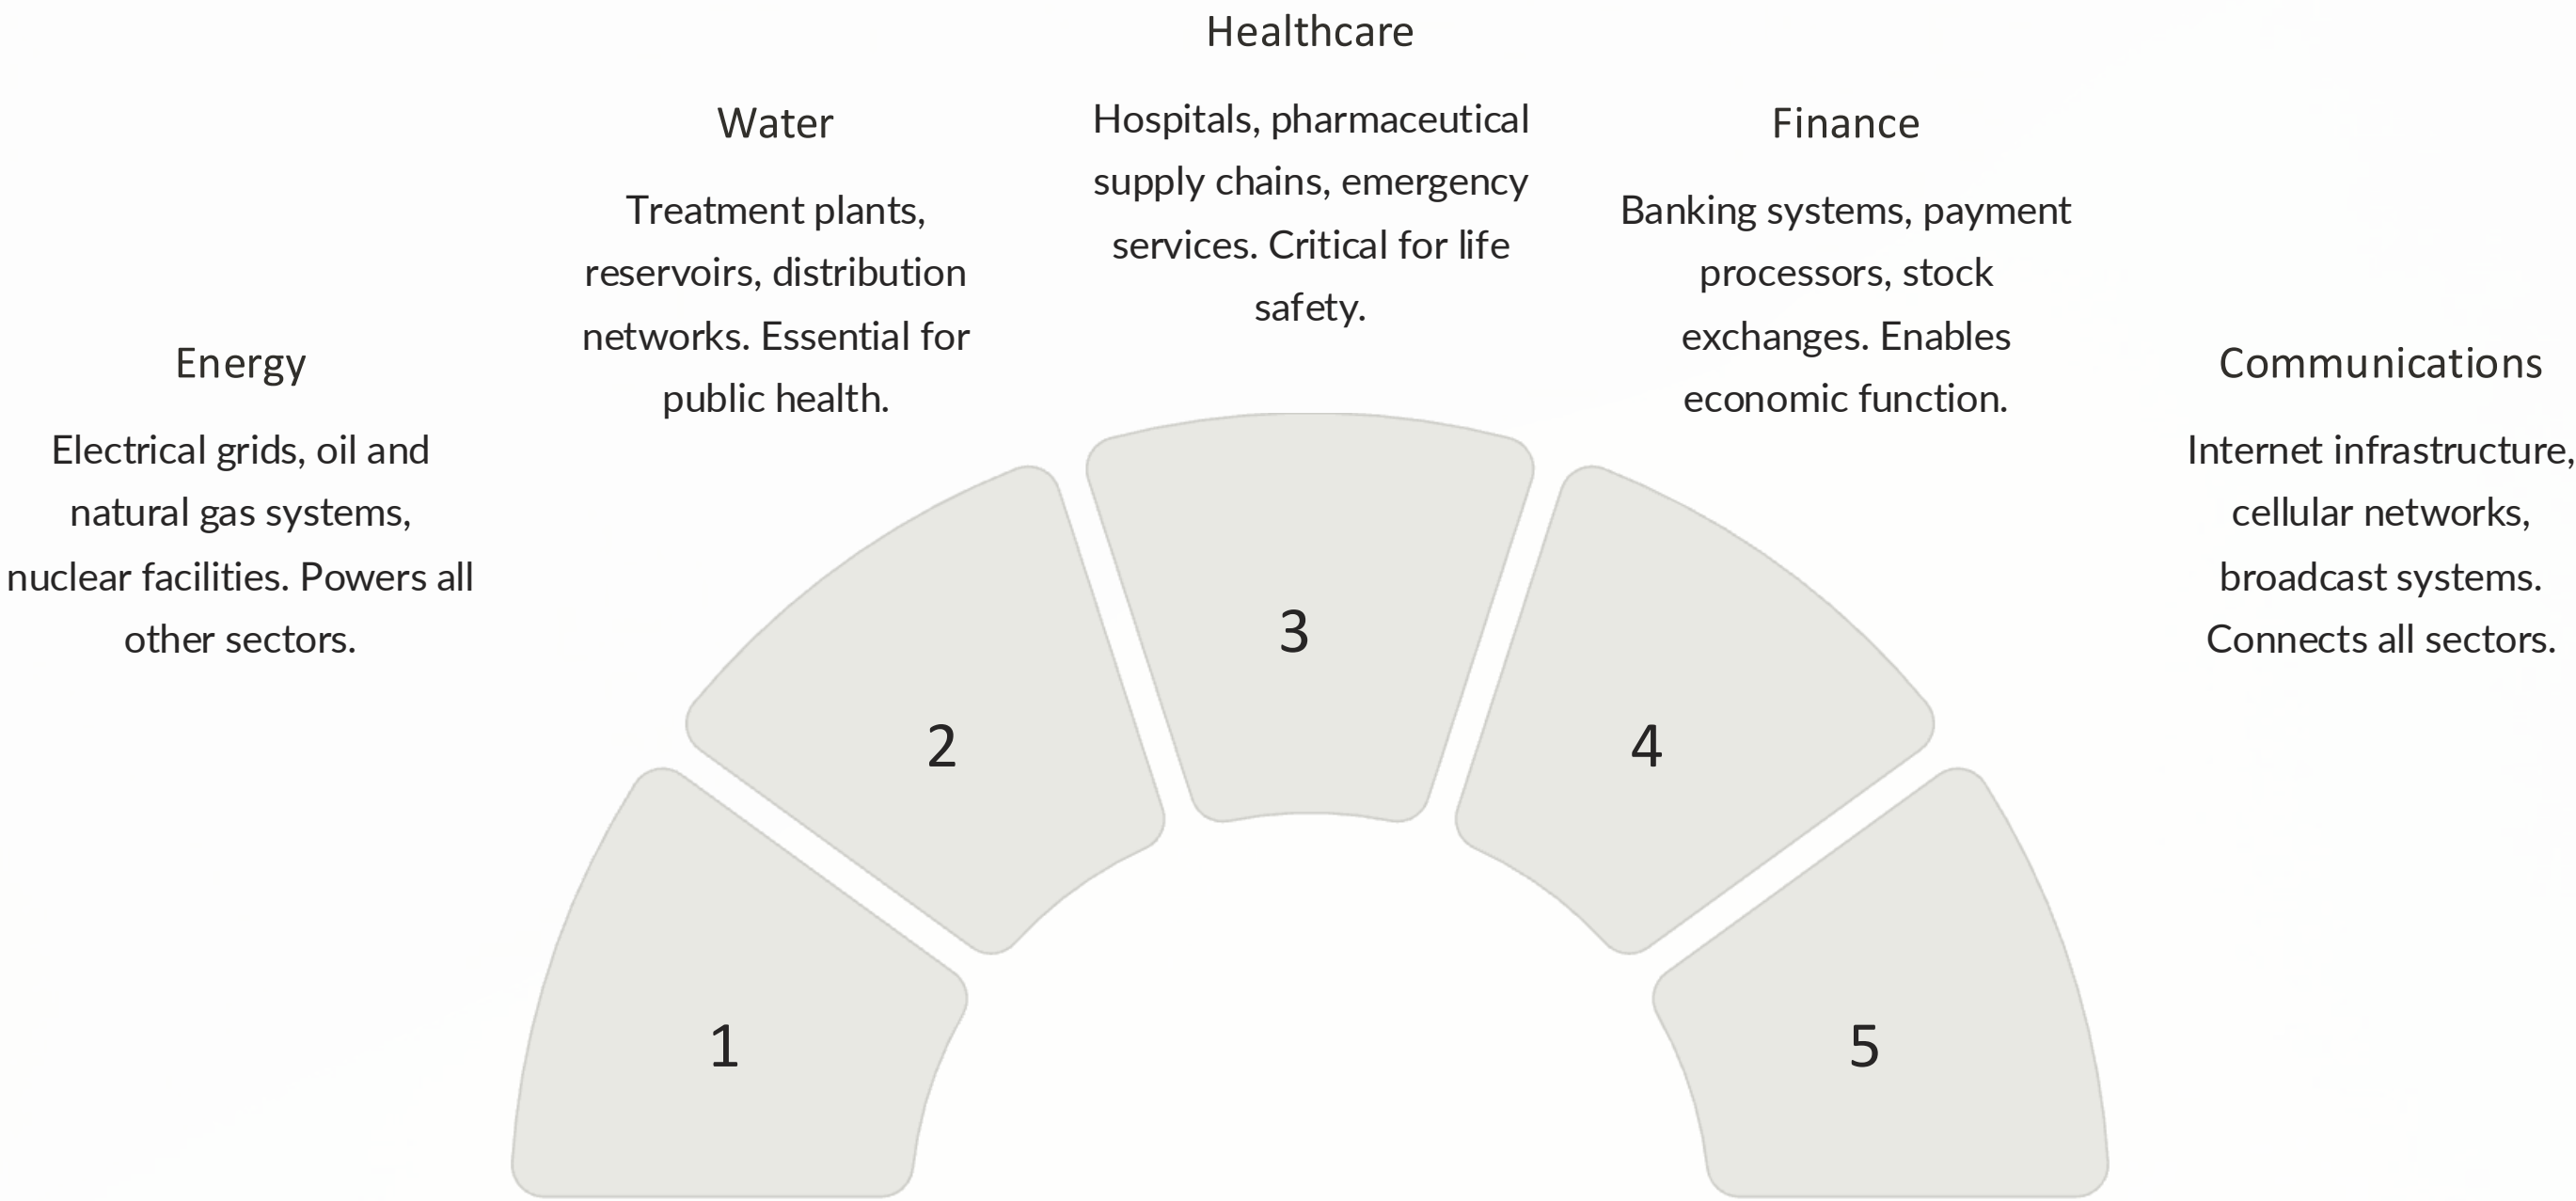 Energy
Electrical grids, oil and
natural gas systems,
nuclear facilities. Powers all
other sectors.
Water
Treatment plants,
reservoirs, distribution
networks. Essential for
public health.
Healthcare
Hospitals, pharmaceutical
supply chains, emergency
services. Critical for life
safety.
Finance
Banking systems, payment
processors, stock
exchanges. Enables
economic function.
Communications
Internet infrastructure,
cellular networks,
broadcast systems.
Connects all sectors.
1
2
3
4
5